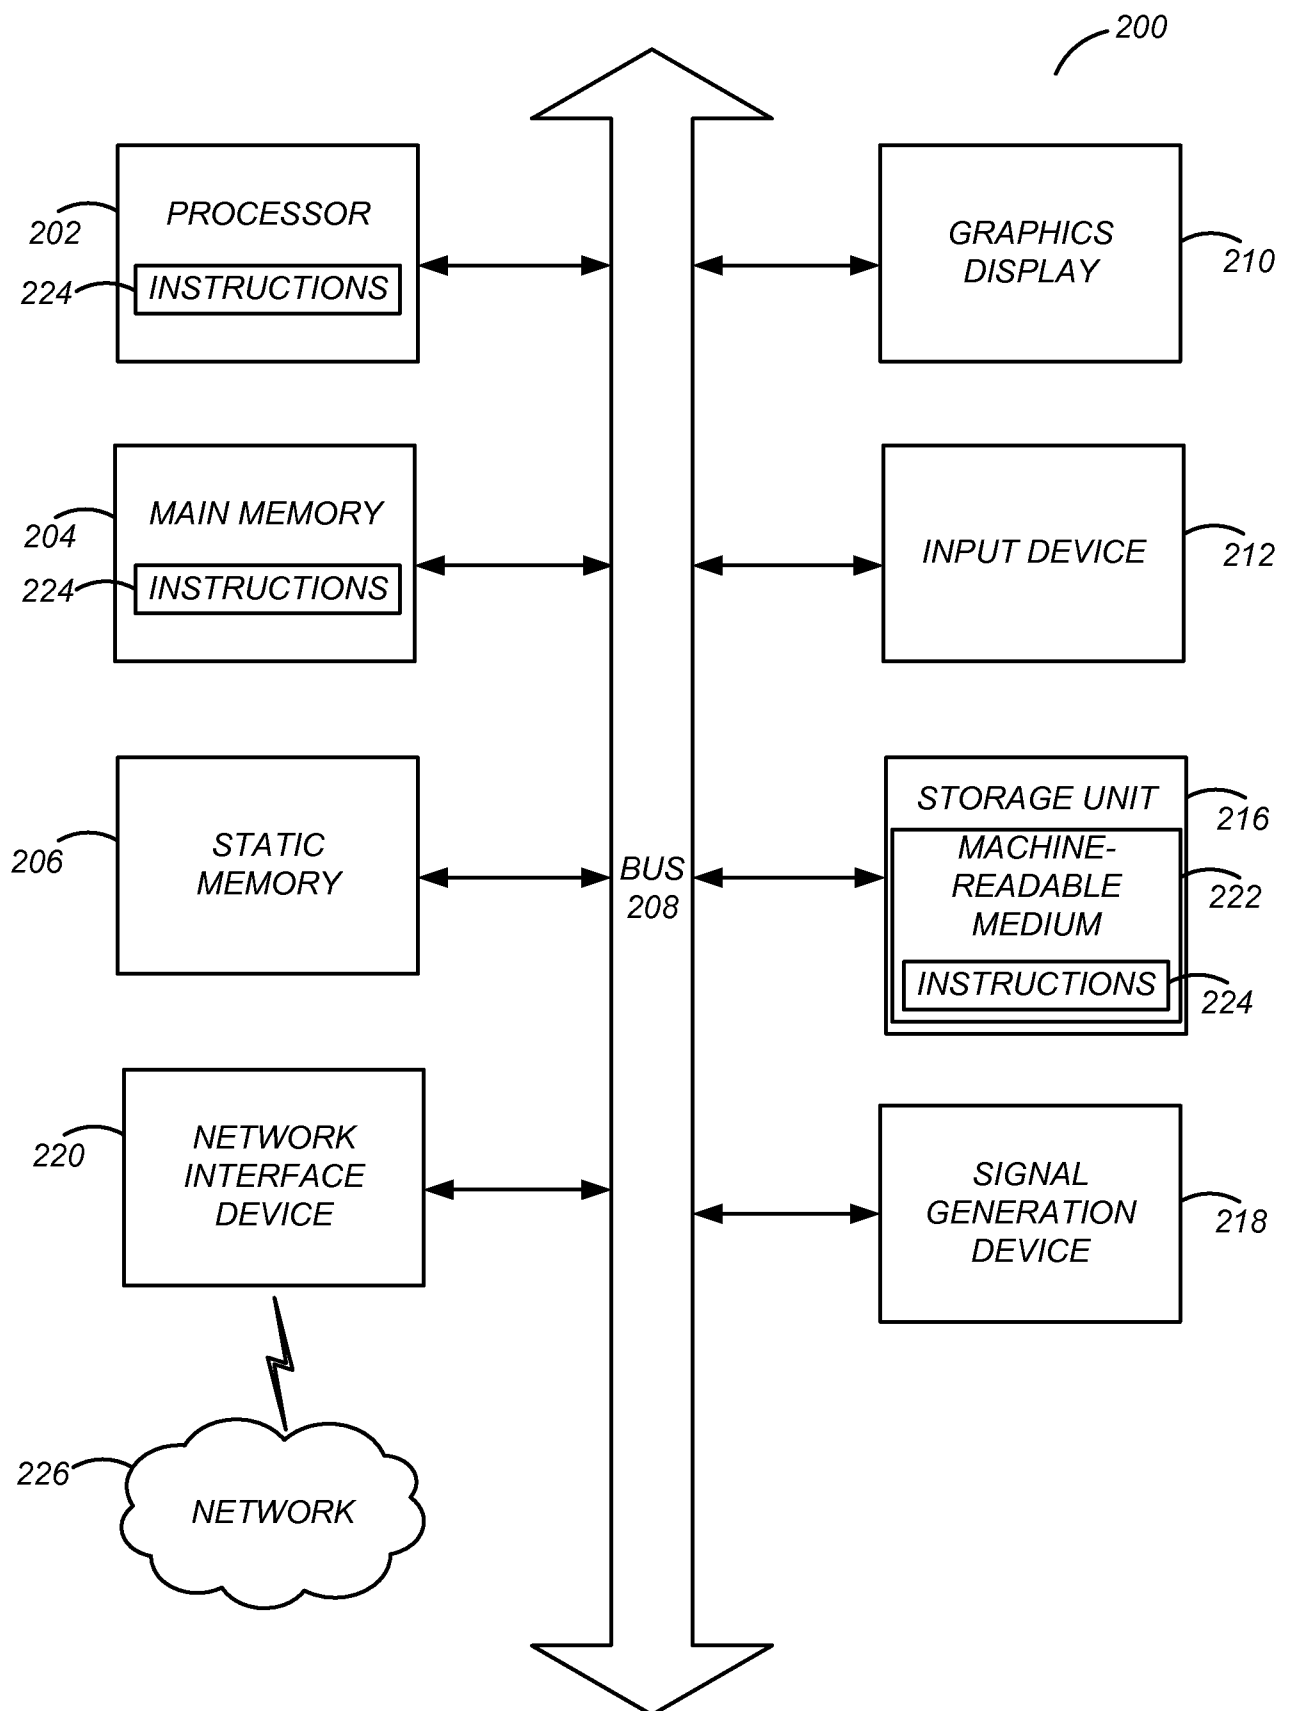 200
PROCESSOR
202
INSTRUCTIONS
224
GRAPHICS
DISPLAY
210
MAIN MEMORY
204
INSTRUCTIONS
224
INPUT DEVICE
212
STATIC
MEMORY
206
BUS
208
STORAGE UNIT
216
MACHINE-
READABLE
MEDIUM
222
INSTRUCTIONS
224
NETWORK
INTERFACE
DEVICE
220
SIGNAL
GENERATION
DEVICE
218
226
NETWORK